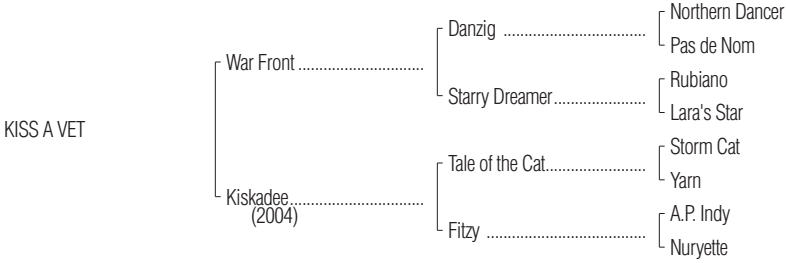 Northern Dancer
Danzig ....................................
Pas de Nom
War Front ................................
Rubiano
Starry Dreamer.......................
Lara's Star
KISS A VET
Storm Cat
Tale of the Cat.........................
Yarn
Kiskadee..................................
(2004)
A.P. Indy
Fitzy ........................................
Nuryette